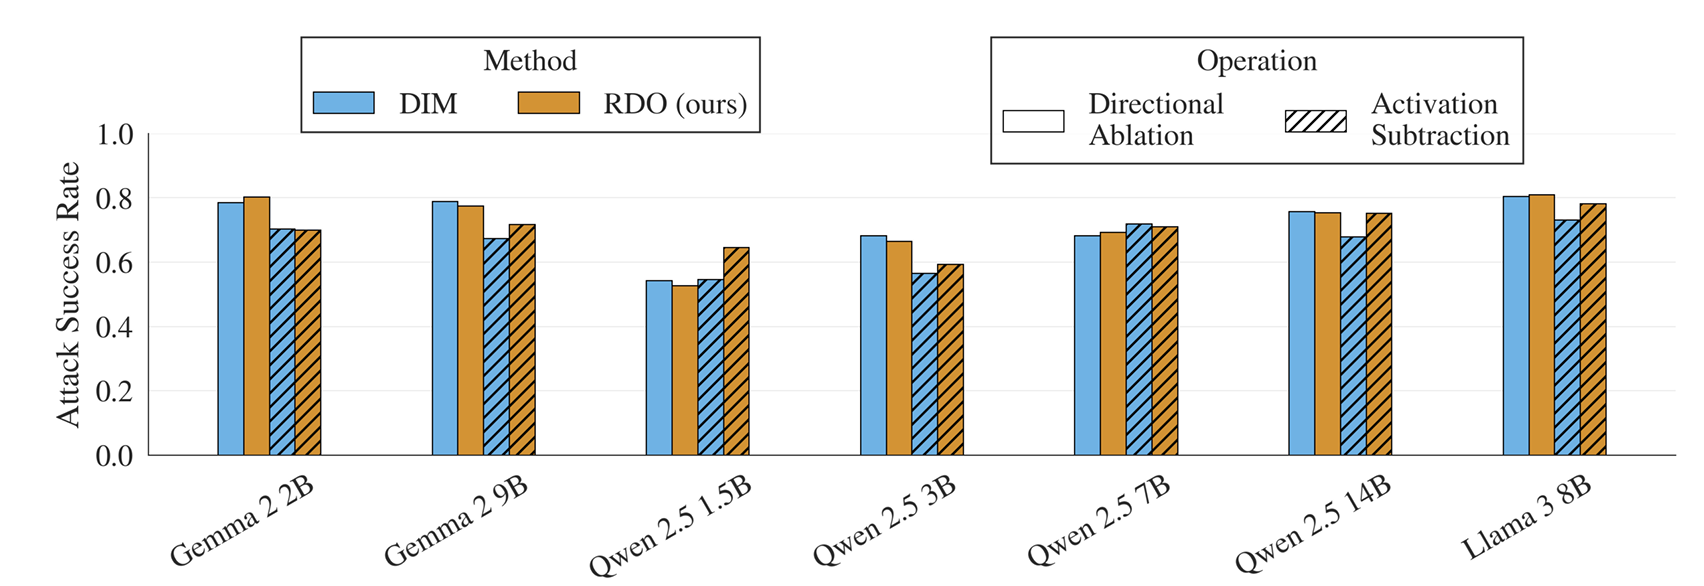 Method
DIM
RDO (ours)
Operation
Directional
Ablation
Activation
Subtraction
Attack Success Rate
1.0
0.8
0.6
0.4
0.2
0.0
Gemma 2 2B
Gemma 2 9B
Qwen 2.5 1.5B
Qwen 2.5 3B
Qwen 2.5 7B
Qwen 2.5 14B
Llama 3 8B